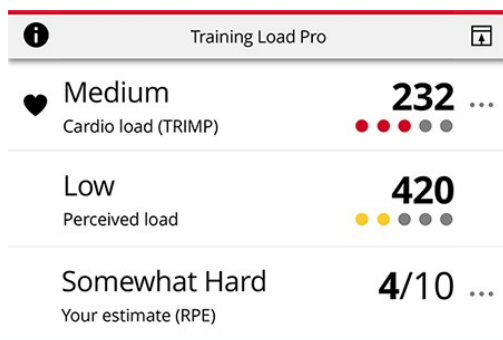 Training Load Pro
Medium
232
Cardio load (TRIMP)
Low
420
Perceived load
Somewhat Hard
4/10
Your estimate (RPE)